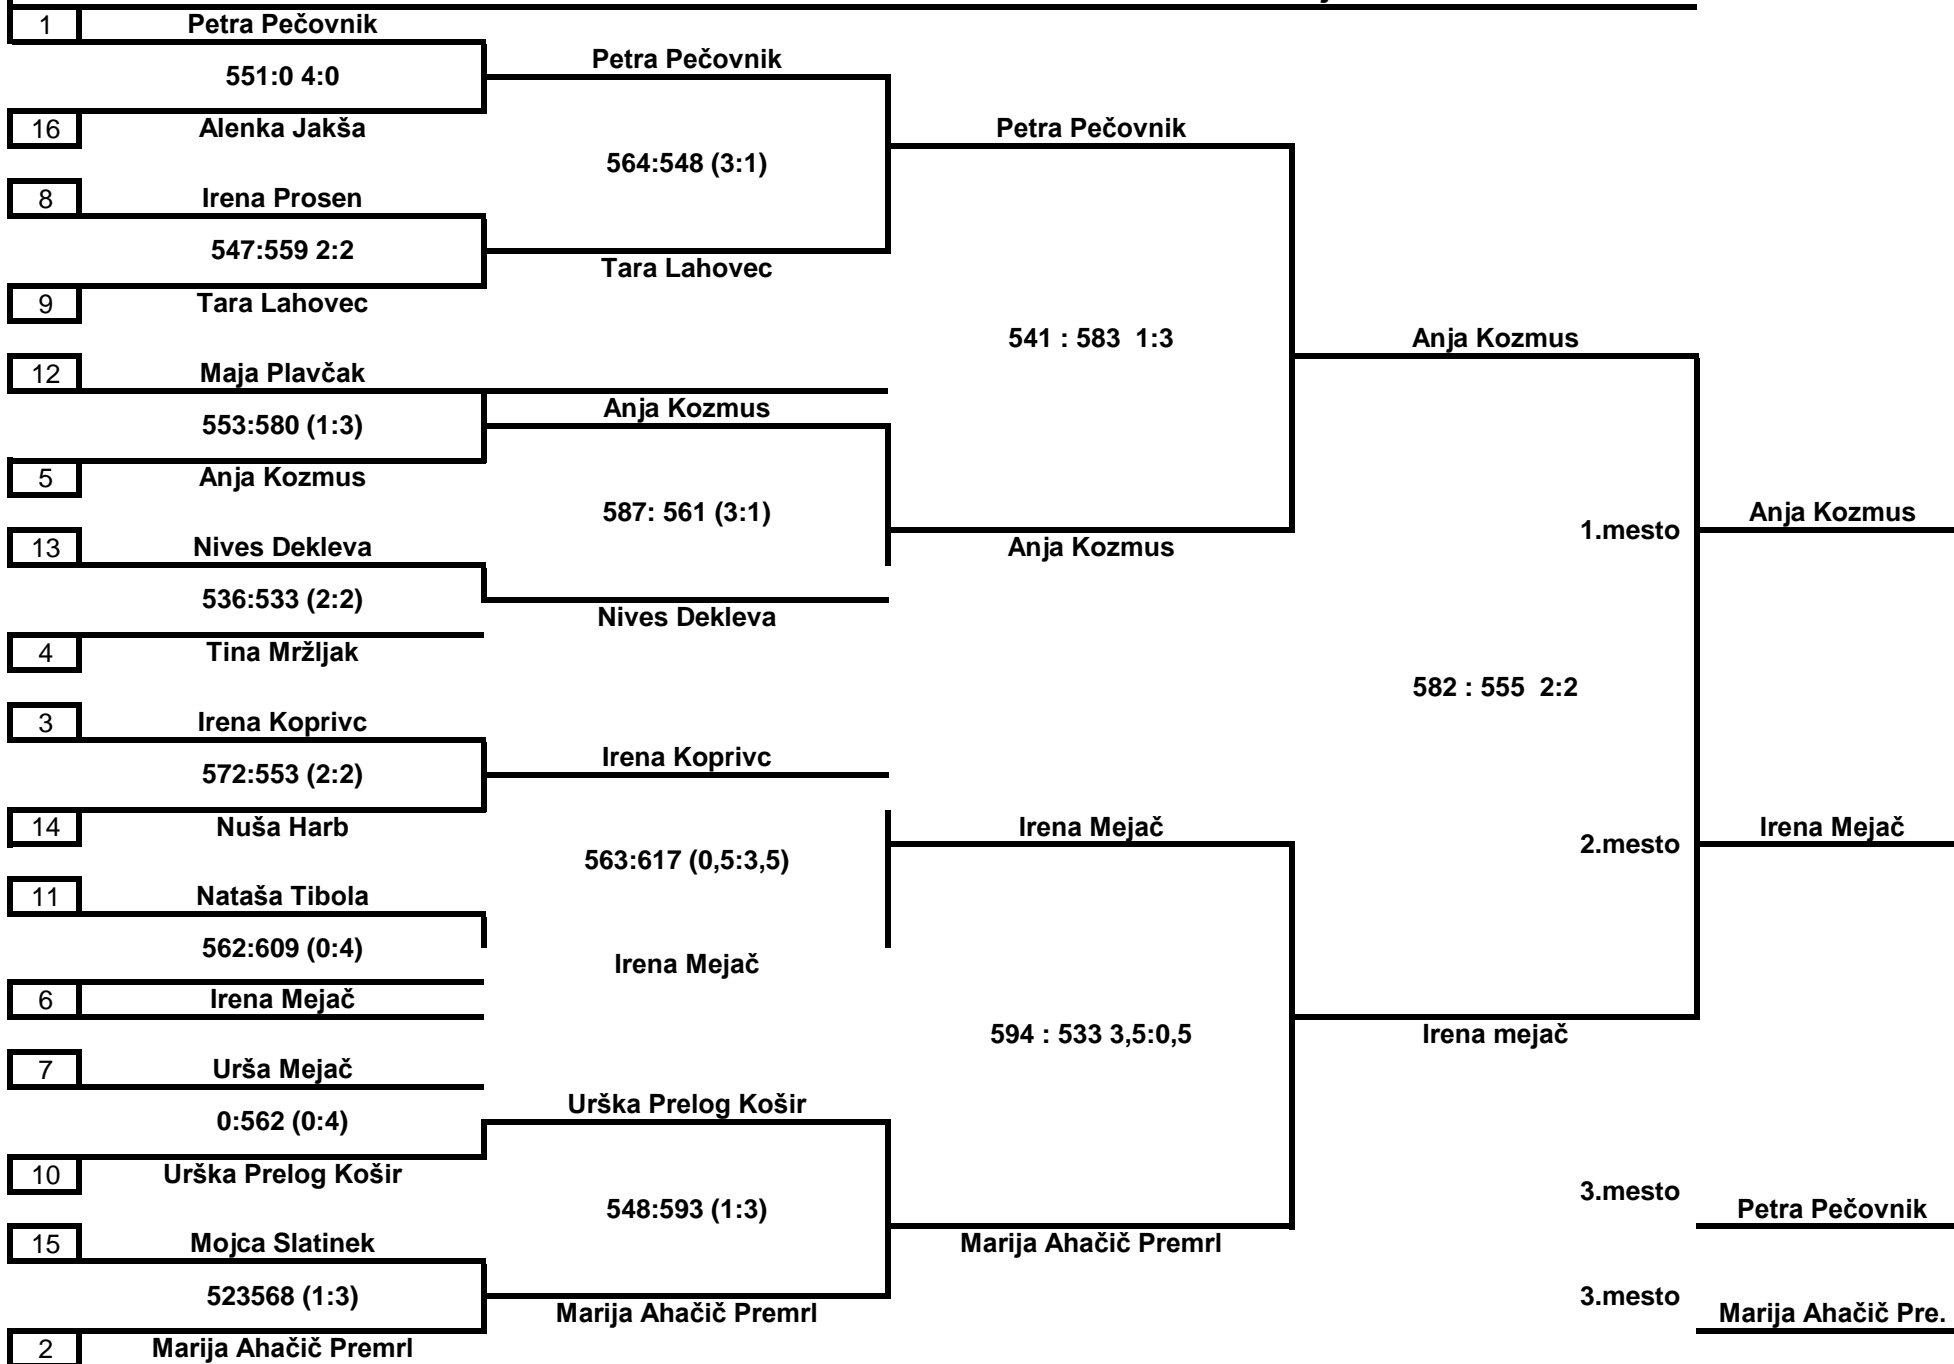 1 Petra Pečovnik
Petra Pečovnik
551:0 4:0
16 Alenka Jakša
Petra Pečovnik
564:548 (3:1)
8 Irena Prosen
547:559 2:2
Tara Lahovec
9 Tara Lahovec
541 : 583 1:3
Anja Kozmus
12 Maja Plavčak
Anja Kozmus
553:580 (1:3)
5 Anja Kozmus
587: 561 (3:1)
Anja Kozmus
1.mesto
13 Nives Dekleva
Anja Kozmus
536:533 (2:2)
Nives Dekleva
4 Tina Mržljak
582 : 555 2:2
3 Irena Koprivc
Irena Koprivc
572:553 (2:2)
14 Nuša Harb
Irena Mejač
Irena Mejač
2.mesto
563:617 (0,5:3,5)
11 Nataša Tibola
562:609 (0:4)
Irena Mejač
6 Irena Mejač
594 : 533 3,5:0,5
Irena mejač
7 Urša Mejač
Urška Prelog Košir
0:562 (0:4)
10 Urška Prelog Košir
3.mesto
548:593 (1:3)
Petra Pečovnik
15 Mojca Slatinek
Marija Ahačič Premrl
523568 (1:3)
3.mesto
Marija Ahačič Premrl
Marija Ahačič Pre.
2 Marija Ahačič Premrl